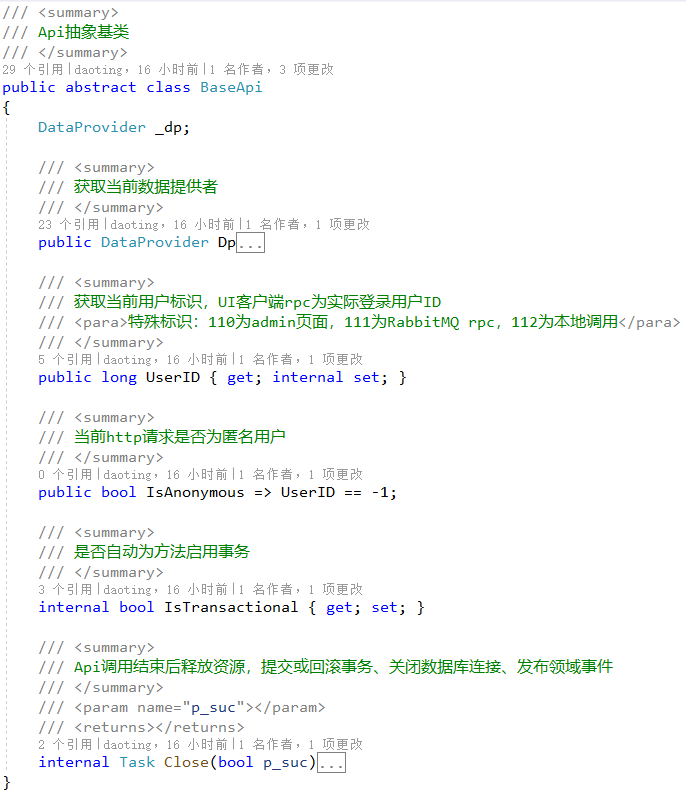 /// <summary>
/// Api抽象基类
/// </summary>
29 个引用|daoting，16 小时前|1 名作者，3 项更改
public abstract class BaseApi
{
DataProvider _dp;
/// <summary>
/// 获取当前数据提供者
/// </summary>
23 个引用|daoting，16 小时前|1 名作者，1 项更改
public DataProvider Dp...
/// <summary>
/// 获取当前用户标识，UI客户端rpc为实际登录用户ID
/// <para>特殊标识：110为admin页面，111为RabbitMQ rpc，112为本地调用</para>
/// </summary>
5 个引用|daoting，16 小时前|1 名作者，1 项更改
public long UserID { get; internal set; }
/// <summary>
/// 当前http请求是否为匿名用户
/// </summary>
0 个引用|daoting，16 小时前|1 名作者，1 项更改
public bool IsAnonymous => UserID == -1;
/// <summary>
/// 是否自动为方法启用事务
/// </summary>
3 个引用|daoting，16 小时前|1 名作者，1 项更改
internal bool IsTransactional { get; set; }
/// <summary>
/// Api调用结束后释放资源，提交或回滚事务、关闭数据库连接、发布领域事件
/// </summary>
/// <param name="p_suc"></param>
/// <returns></returns>
2 个引用|daoting，16 小时前|1 名作者，1 项更改
internal Task Close(bool p_suc)...
}